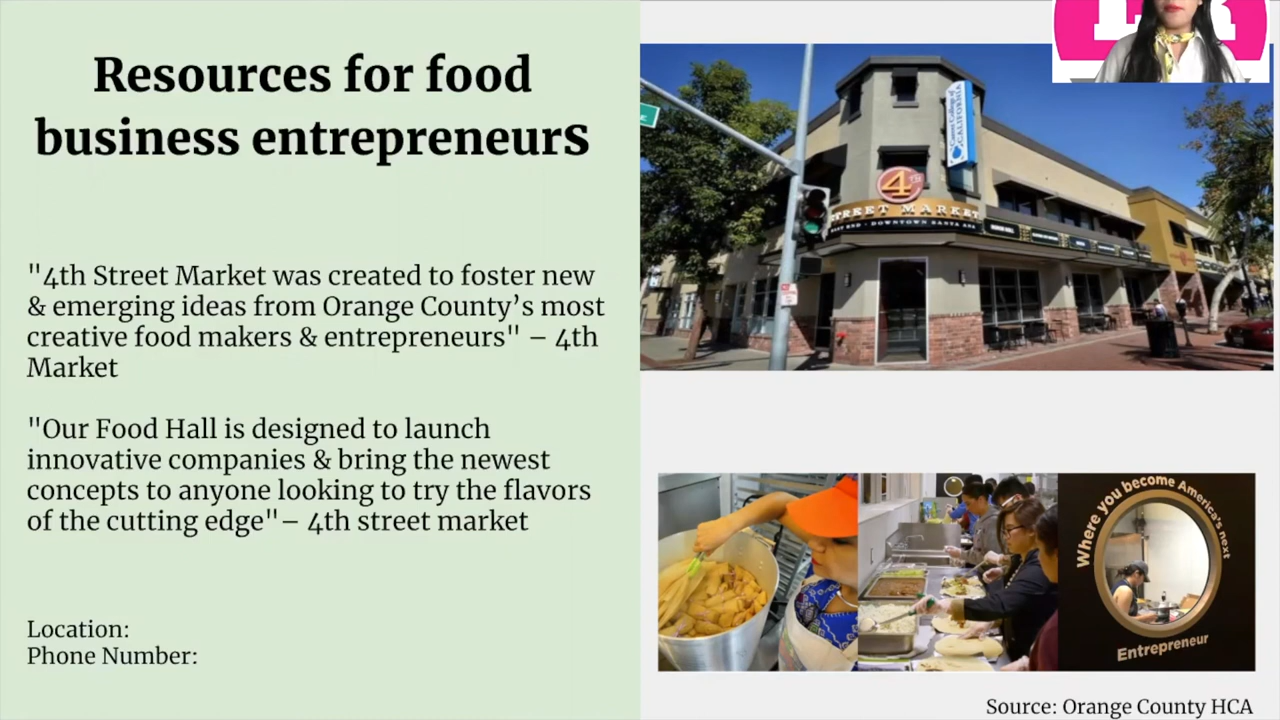 Resources for food
business entrepreneurs
"4th Street Market was created to foster new
& emerging ideas from Orange County’s most
creative food makers & entrepreneurs" – 4th
Market
"Our Food Hall is designed to launch
innovative companies & bring the newest
concepts to anyone looking to try the flavors
of the cutting edge"– 4th street market
Location:
Phone Number:
CALIFORNIA
4TH
STREET MARKET
EAST END · DOWNTOWN SANTA ANA
Where you become America's next
Entrepreneur
Source: Orange County HCA